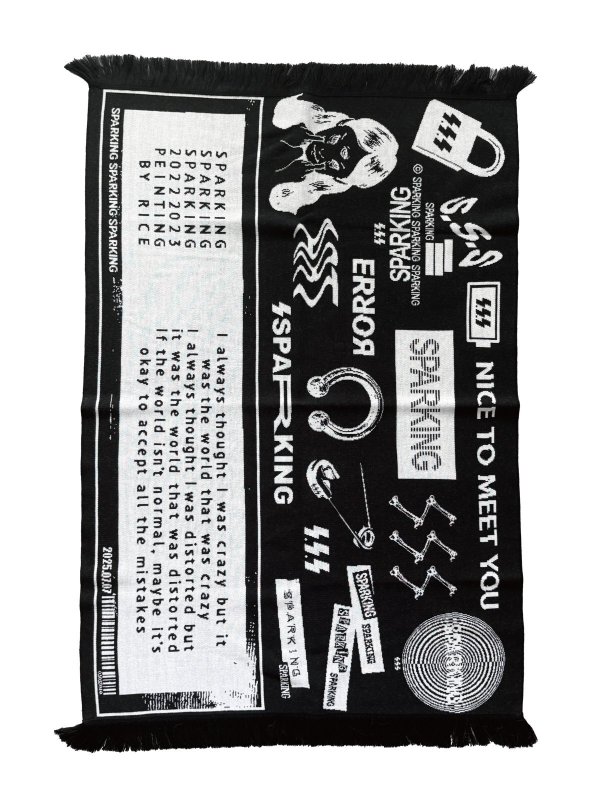 SPARKING SPARKING SPARKING
SPARKING
SPARKING
SPARKING
20222023
PEINTING
BY RICE
I always thought I was crazy but it
was the world that was crazy
I always thought I was distorted but
it was the world that was distorted
If the world isn't normal, maybe it's
okay to accept all the mistakes
2025.07.07
S.S.S
© SPARKING SPARKING SPARKING
SPARKING
SPARKING
ERROR
SPARKING
SPARKING
NICE TO MEET YOU
S.S.S
SPARKING
SPARKING
SPARKING
SPARKING
SPARKING